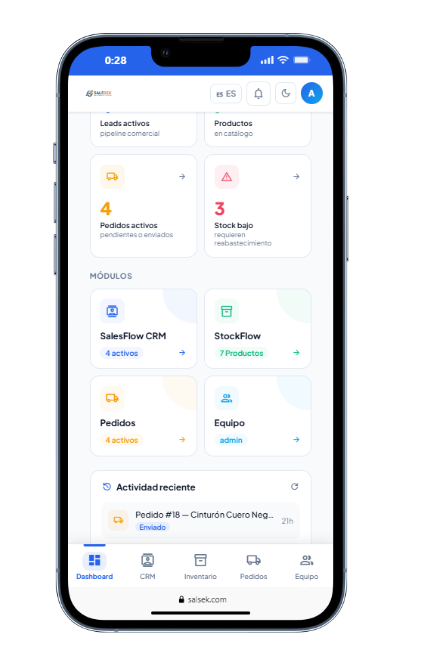 0:28
SALSEK
ES ES
A
Leads activos
pipeline comercial
Productos
en catálogo
4
Pedidos activos
pendientes o enviados
3
Stock bajo
requieren
reabastecimiento
MÓDULOS
SalesFlow CRM
4 activos
StockFlow
7 Productos
Pedidos
4 activos
Equipo
admin
Actividad reciente
Pedido #18 — Cinturón Cuero Neg...
Enviado
21h
Dashboard
CRM
Inventario
Pedidos
Equipo
salsek.com